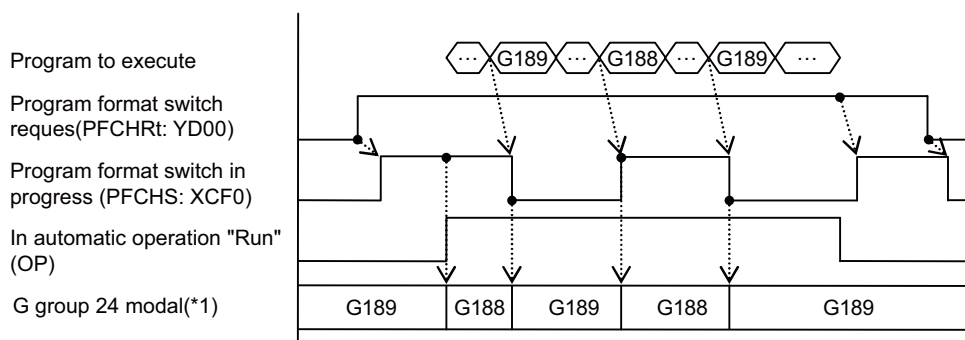 Program to execute
··· G189 ··· G188 ··· G189 ···
Program format switch
reques(PFCHRt: YD00)
Program format switch in
progress (PFCHS: XCF0)
In automatic operation "Run"
(OP)
G group 24 modal(*1)
G189 G188 G189 G188 G189